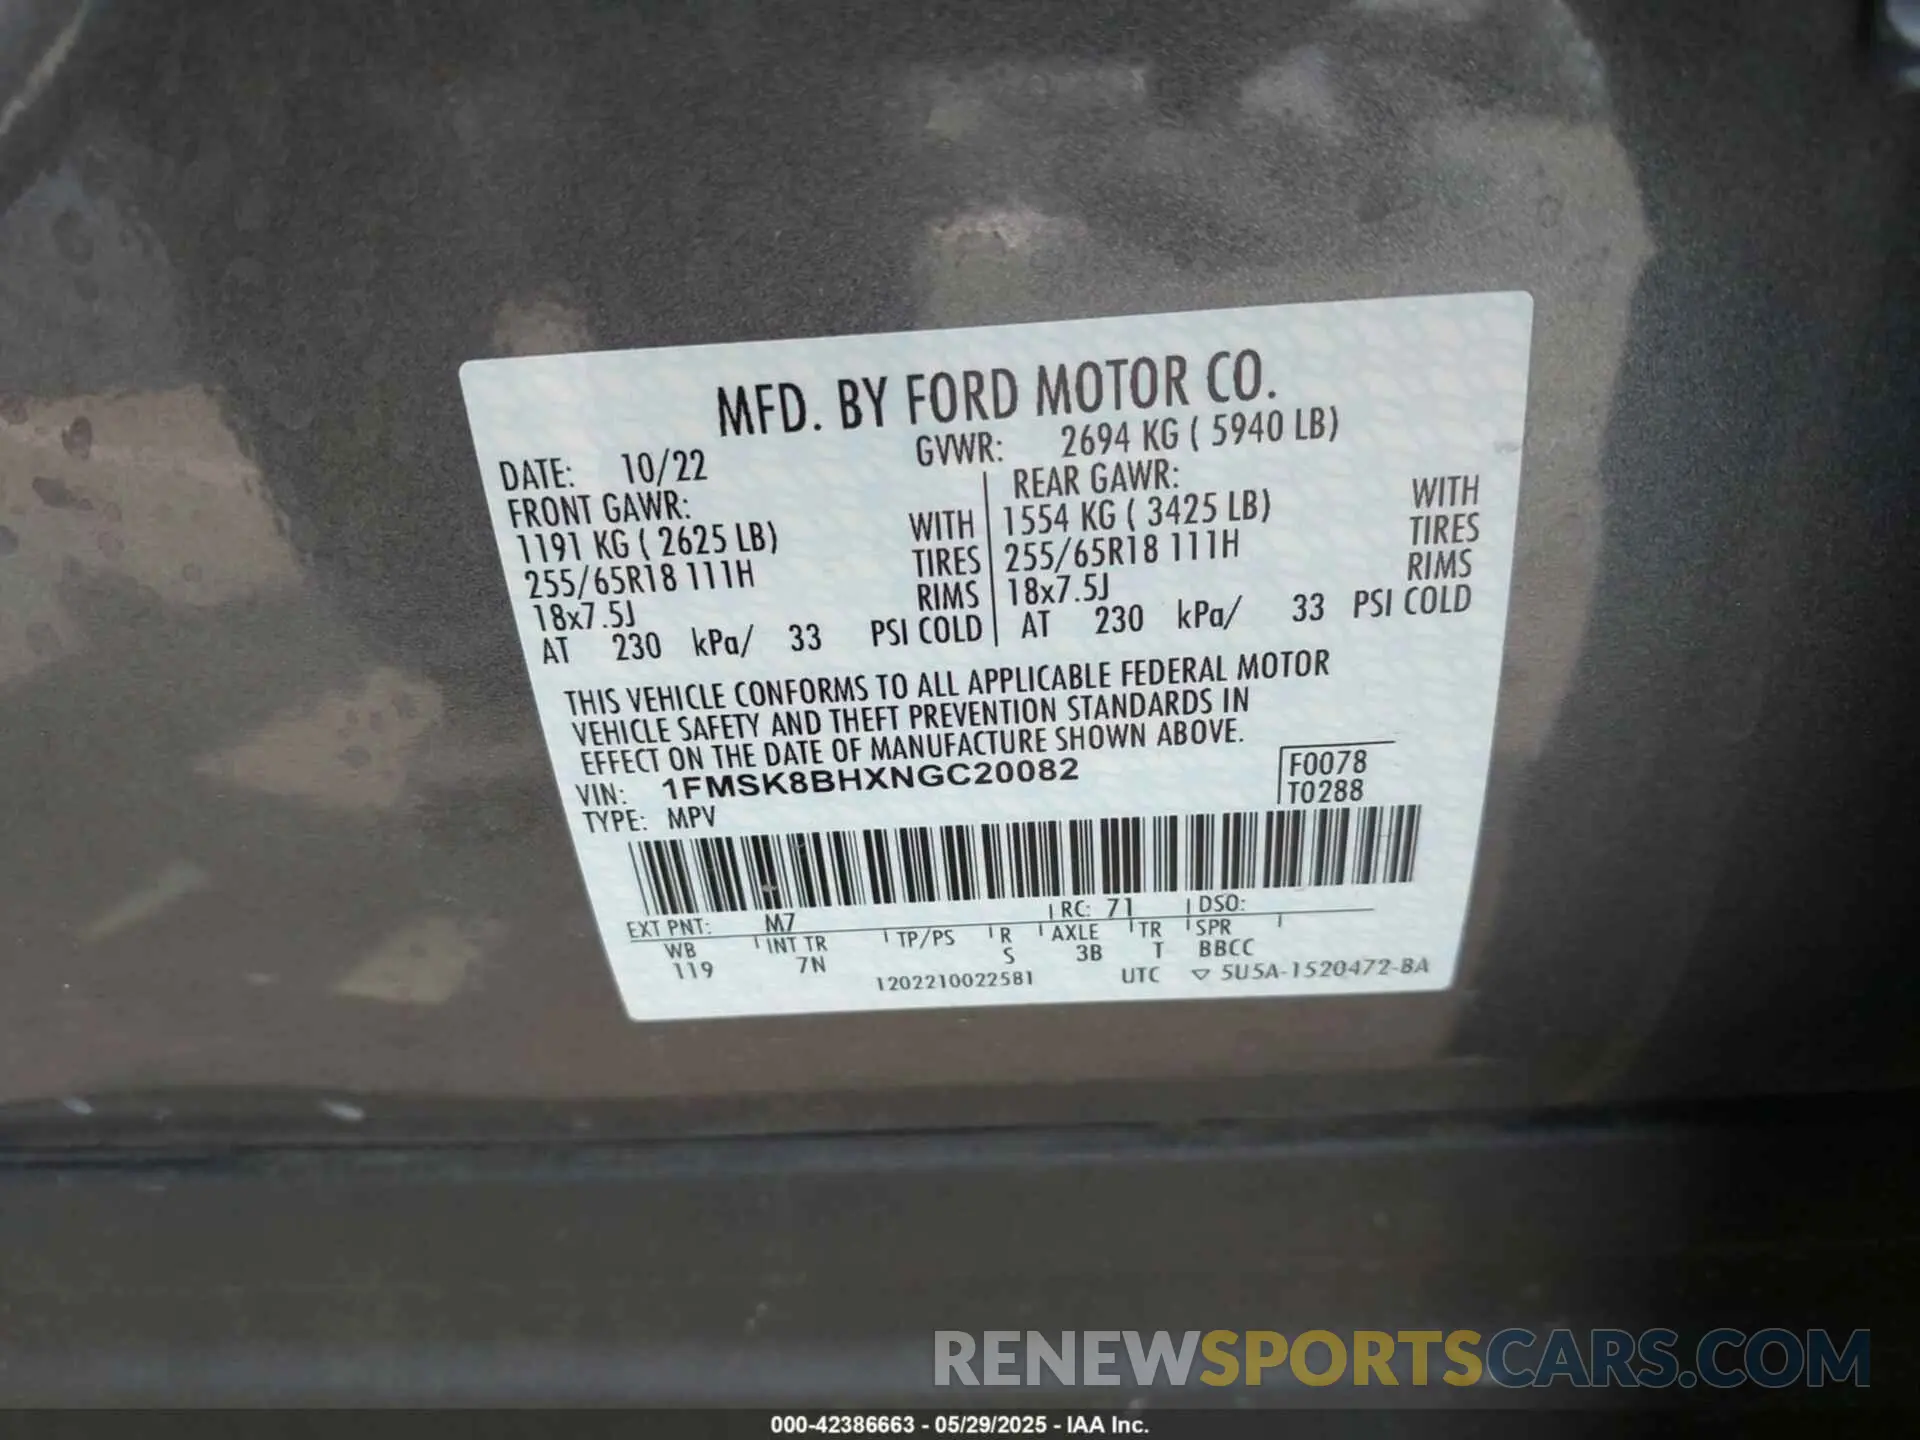 MFD. BY FORD MOTOR CO.
DATE: 10/22 GVWR: 2694 KG ( 5940 LB)
FRONT GAWR: REAR GAWR:
1191 KG ( 2625 LB) WITH 1554 KG ( 3425 LB) WITH
255/65R18 111H TIRES 255/65R18 111H TIRES
18x7.5J RIMS 18x7.5J RIMS
AT 230 kPa/ 33 PSI COLD AT 230 kPa/ 33 PSI COLD
THIS VEHICLE CONFORMS TO ALL APPLICABLE FEDERAL MOTOR
VEHICLE SAFETY AND THEFT PREVENTION STANDARDS IN
EFFECT ON THE DATE OF MANUFACTURE SHOWN ABOVE.
VIN: 1FMSK8BHXNGC20082 F0078
TYPE: MPV T0288
EXT PNT: M7 RC: 71 DSO:
WB INT TR TP/PS R AXLE TR SPR
119 7N S 3B T BBCC
1202210022581 UTC ▽ 5U5A-1520472-BA
RENEWSPORTSCARS.COM
000-42386663 - 05/29/2025 - IAA Inc.